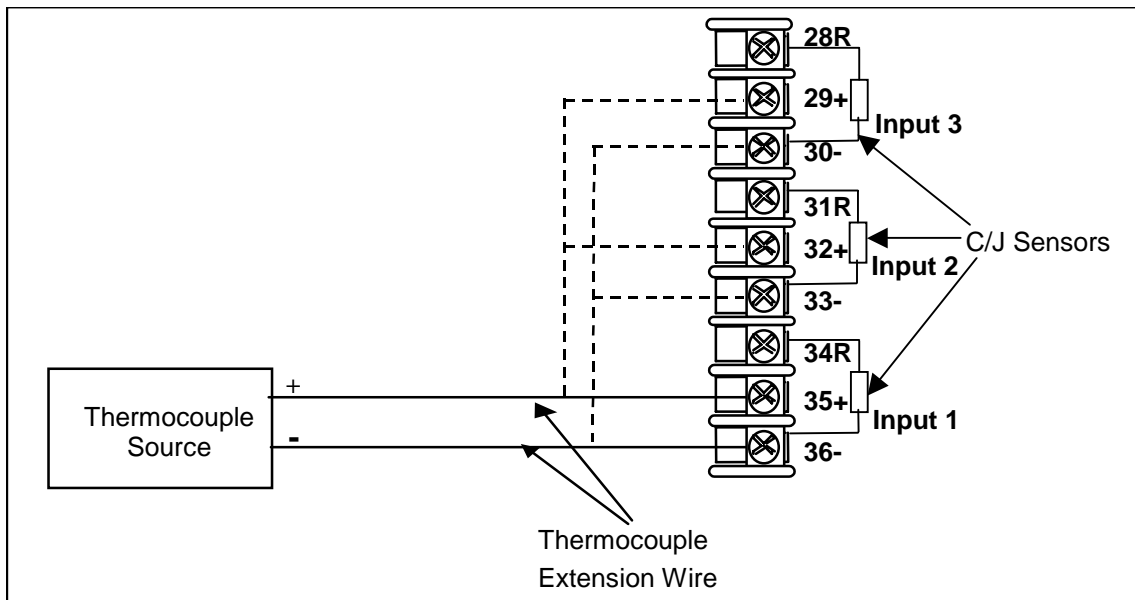 28R
29+
Input 3
30-
31R
32+
C/J Sensors
Input 2
33-
34R
+
Thermocouple
Source
-
35+
Input 1
36-
Thermocouple
Extension Wire